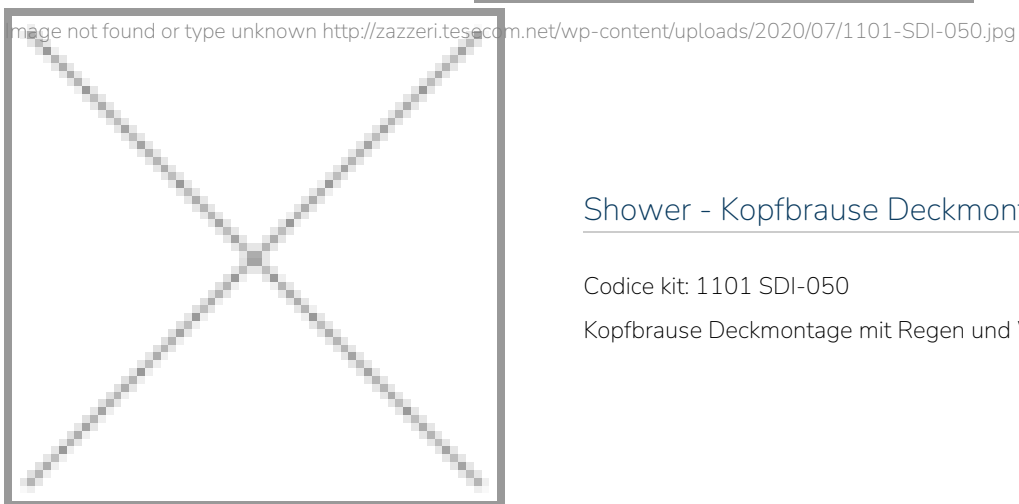 Image not found or type unknown http://zazzeri.tesecom.net/wp-content/uploads/2020/07/1101-SDI-050.jpg
Shower - Kopfbrause
Codice kit: 1101 SDI-050
Kopfbrause Deckmontage mit Regen und